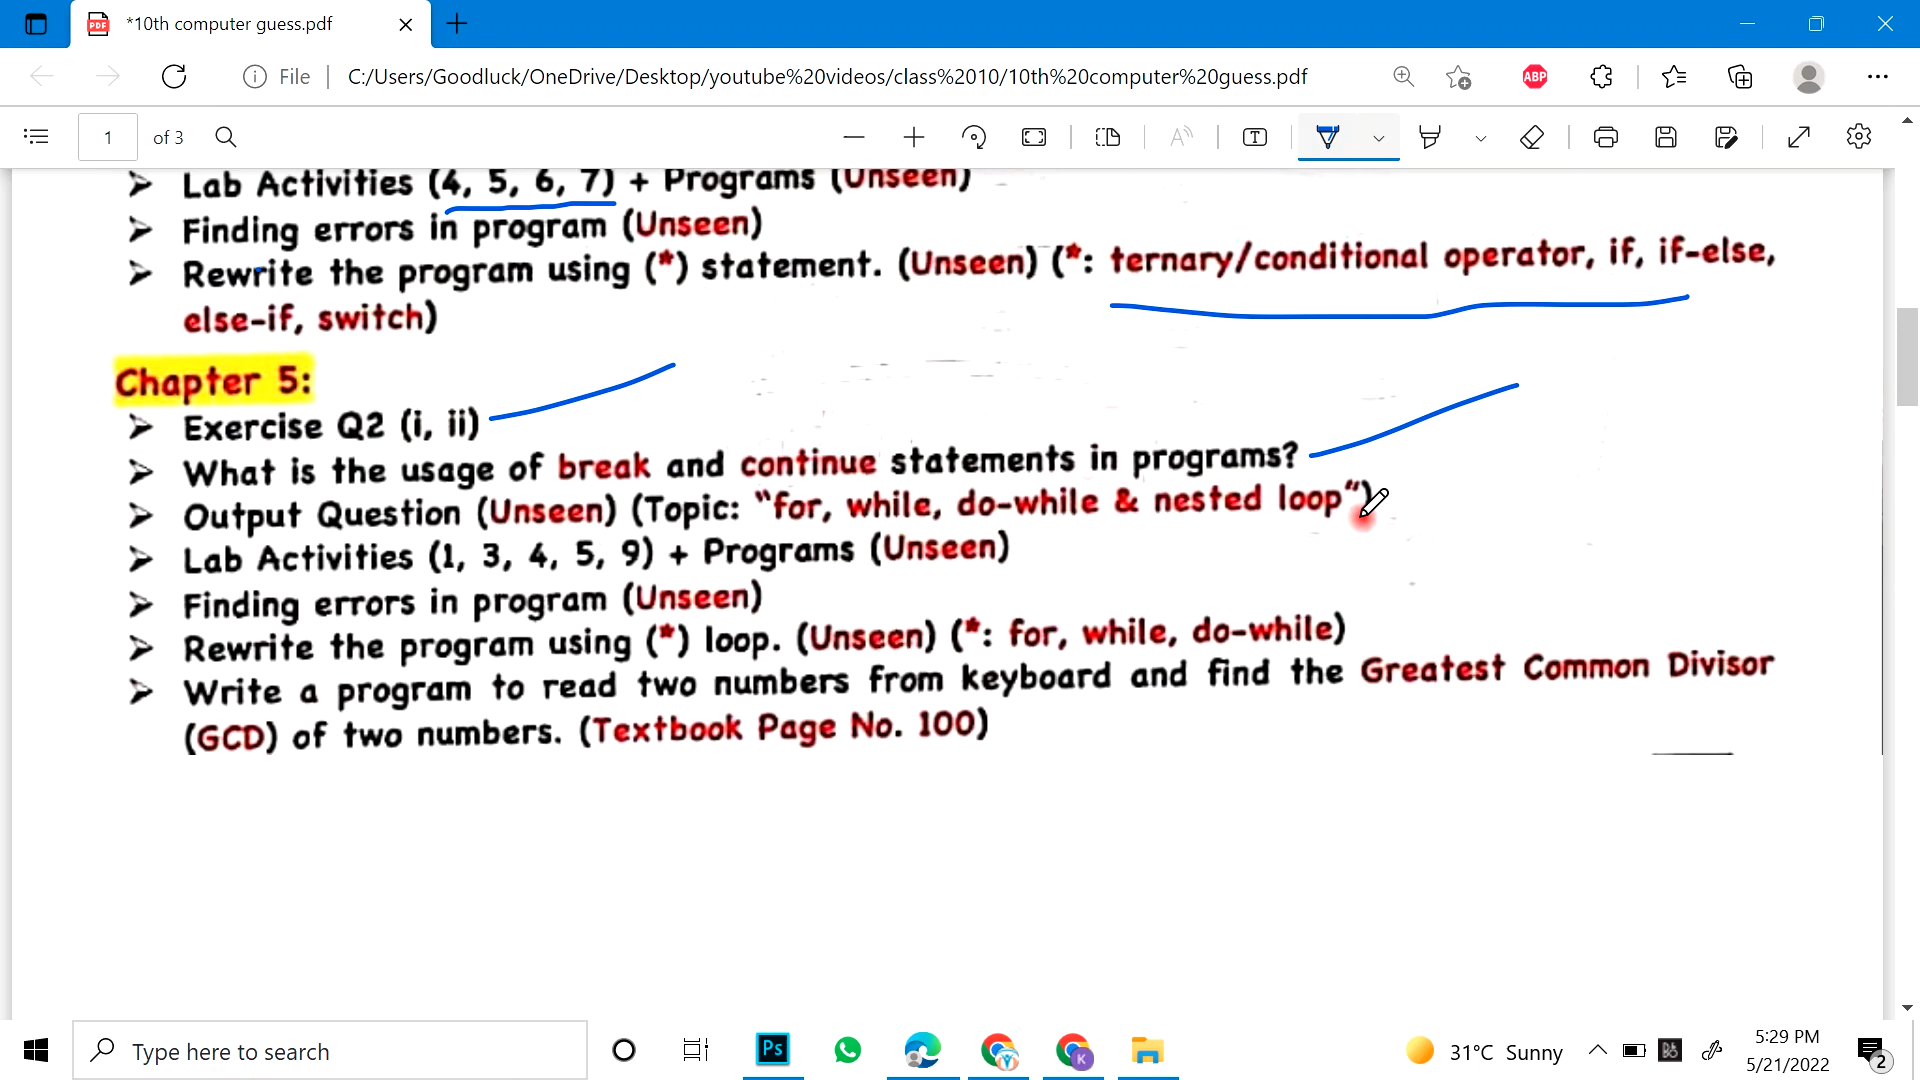 *10th computer guess.pdf
File
C:/Users/Goodluck/OneDrive/Desktop/youtube%20videos/class%2010/10th%20computer%20guess.pdf
ABP
1 of 3
Lab Activities (4, 5, 6, 7) + Programs (Unseen)
Finding errors in program (Unseen)
Rewrite the program using (*) statement. (Unseen) (*: ternary/conditional operator, if, if-else,
else-if, switch)
Chapter 5:
Exercise Q2 (i, ii)
What is the usage of break and continue statements in programs?
Output Question (Unseen) (Topic: "for, while, do-while & nested loop")
Lab Activities (1, 3, 4, 5, 9) + Programs (Unseen)
Finding errors in program (Unseen)
Rewrite the program using (*) loop. (Unseen) (*: for, while, do-while)
Write a program to read two numbers from keyboard and find the Greatest Common Divisor
(GCD) of two numbers. (Textbook Page No. 100)
Type here to search
Ps
K
31°C Sunny
5:29 PM
5/21/2022
2